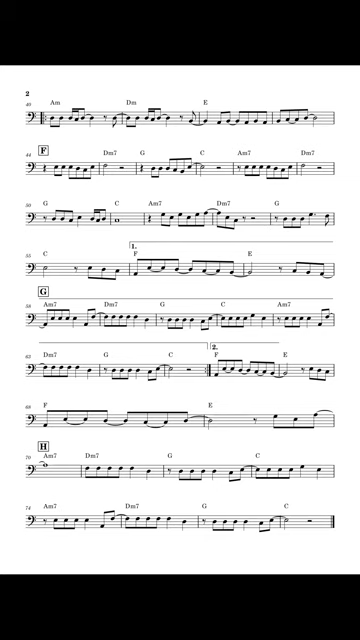 2
40 Am Dm E
F
44 Dm7 G C Am7 Dm7
50 G C Am7 Dm7 G
1.
55 C F E
G
58 Am7 Dm7 G C Am7
2.
63 Dm7 G C F E
68 F E
H
70 Am7 Dm7 G C
74 Am7 Dm7 G C